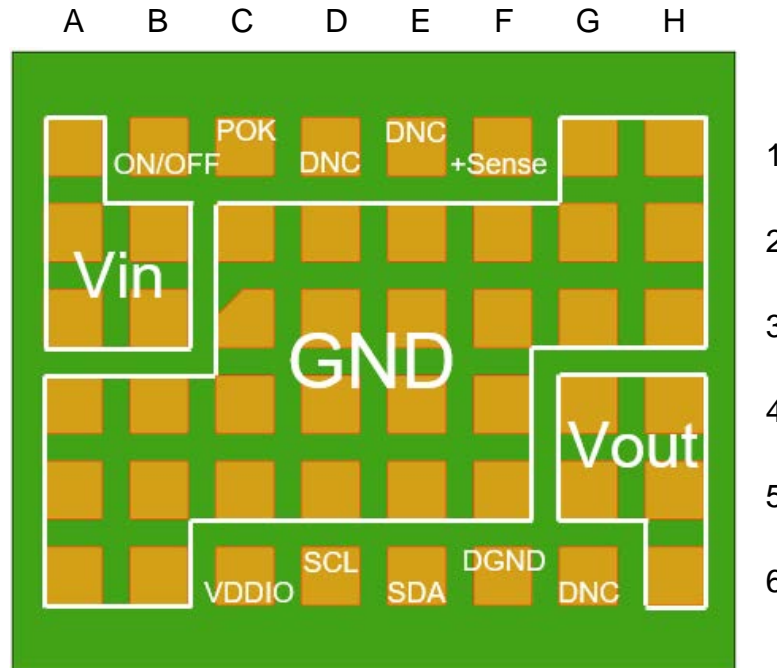 A B C D E F G H
POK DNC
ON/OFF DNC +Sense
1
2
Vin
3
GND
4
Vout
5
SCL DGND
VDDIO SDA DNC
6